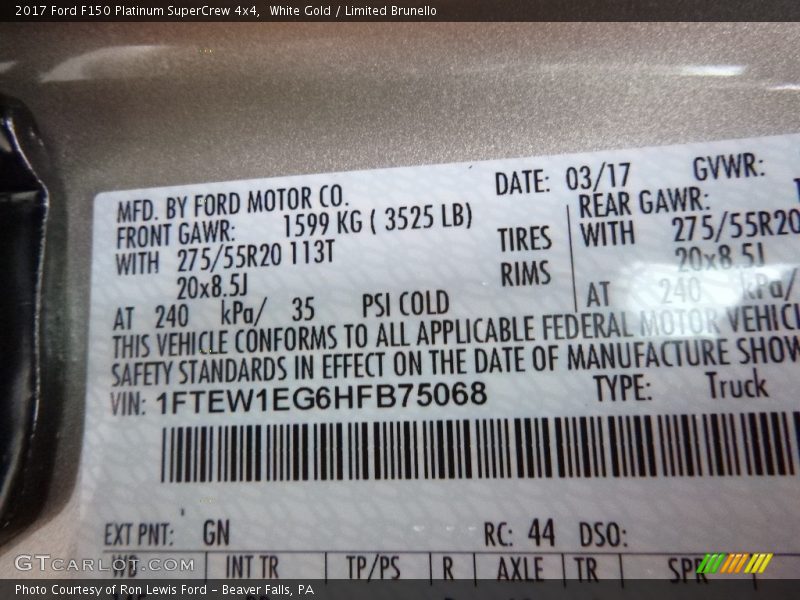 2017 Ford F150 Platinum SuperCrew 4x4, White Gold / Limited Brunello
MFD. BY FORD MOTOR CO.
DATE: 03/17
GVWR:
FRONT GAWR: 1599 KG ( 3525 LB)
REAR GAWR:
WITH 275/55R20 113T
TIRES
WITH 275/55R20
20x8.5J
RIMS
20x8.5J
AT 240 kPa/ 35 PSI COLD
AT 240 kPa/
THIS VEHICLE CONFORMS TO ALL APPLICABLE FEDERAL MOTOR VEHICL
SAFETY STANDARDS IN EFFECT ON THE DATE OF MANUFACTURE SHOW
VIN: 1FTEW1EG6HFB75068
TYPE: Truck
EXT PNT: GN
RC: 44 DSO:
WB INT TR TP/PS R AXLE TR SPR
GTCARLOT.COM
Photo Courtesy of Ron Lewis Ford - Beaver Falls, PA